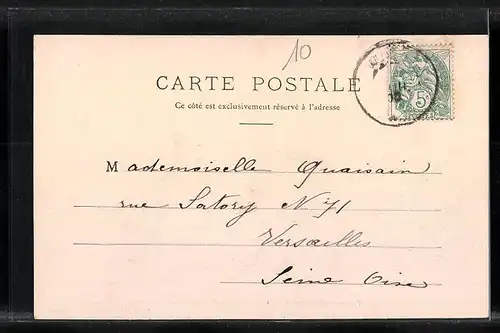 10
CARTE POSTALE
Ce côté est exclusivement réservé à l'adresse
Mademoiselle Quaisain
rue Satory N° 71
Versailles
Seine Oise
5